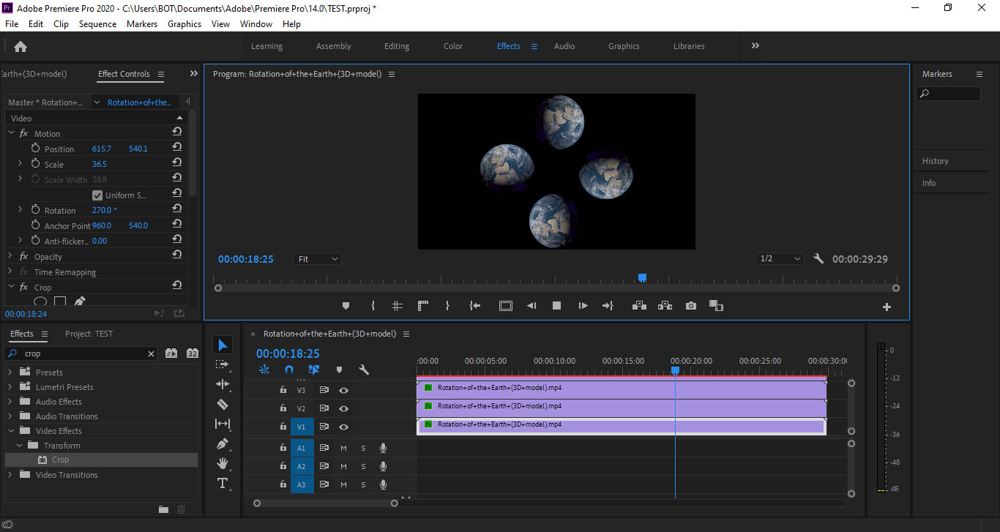 Pr Adobe Premiere Pro 2020 - C:\Users\BOT\Documents\Adobe\Premiere Pro\14.0\TEST.prproj *
File Edit Clip Sequence Markers Graphics View Window Help
Learning Assembly Editing Color Effects Audio Graphics Libraries
Earth+(3D+model) Effect Controls
Master * Rotation+... Rotation+of+the...
Video
fx Motion
Position 615.7 540.1
Scale 36.5
Scale Width 38.8
Uniform S...
Rotation 270.0 °
Anchor Point 960.0 540.0
Anti-flicker... 0.00
fx Opacity
fx Time Remapping
fx Crop
00:00:18:24
Program: Rotation+of+the+Earth+(3D+model)
00:00:18:25 Fit 1/2 00:00:29:29
Markers
History
Info
Effects Project: TEST
crop
32
Presets
Lumetri Presets
Audio Effects
Audio Transitions
Video Effects
Transform
Crop
Video Transitions
× Rotation+of+the+Earth+(3D+model)
00:00:18:25
:00:00 00:00:05:00 00:00:10:00 00:00:15:00 00:00:20:00 00:00:25:00 00:00:30:00
V3 fx Rotation+of+the+Earth+(3D+model).mp4
V2 fx Rotation+of+the+Earth+(3D+model).mp4
V1 fx Rotation+of+the+Earth+(3D+model).mp4
A1 M S
A2 M S
A3 M S
T
0
-12
-24
-36
-48
dB